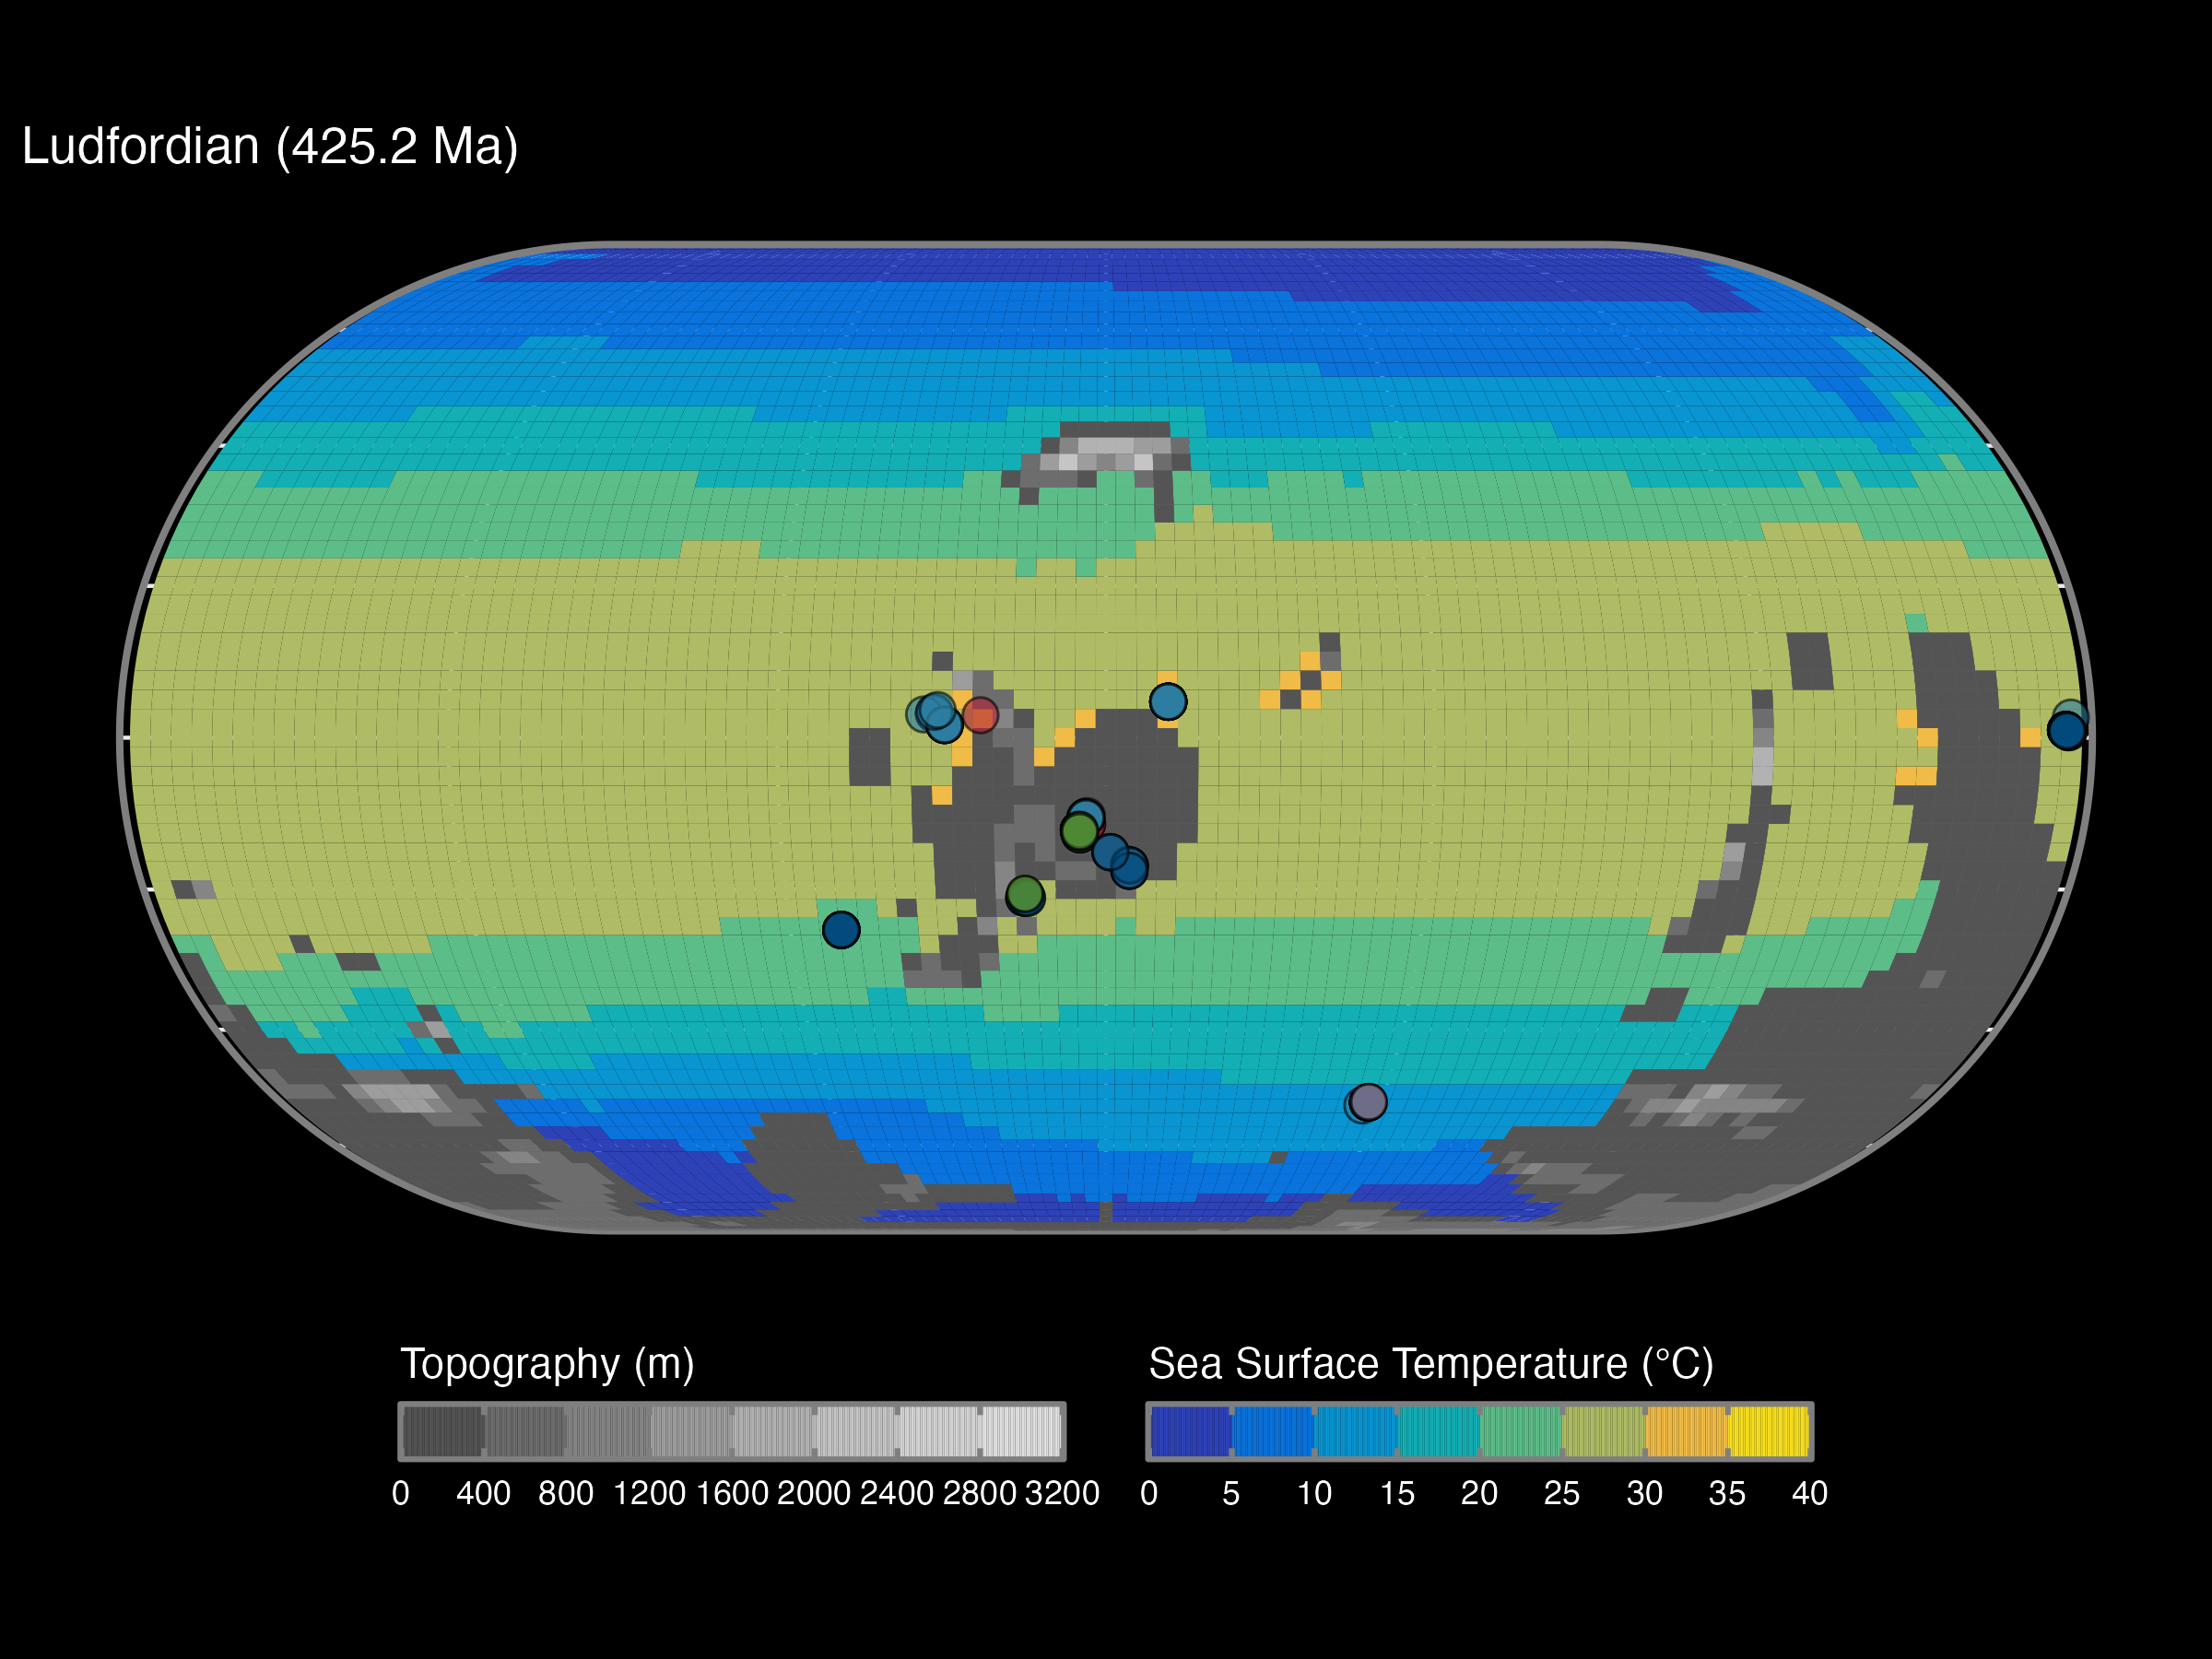 Ludfordian (425.2 Ma)
Topography (m)
0 400 800 1200 1600 2000 2400 2800 3200
Sea Surface Temperature (°C)
0 5 10 15 20 25 30 35 40